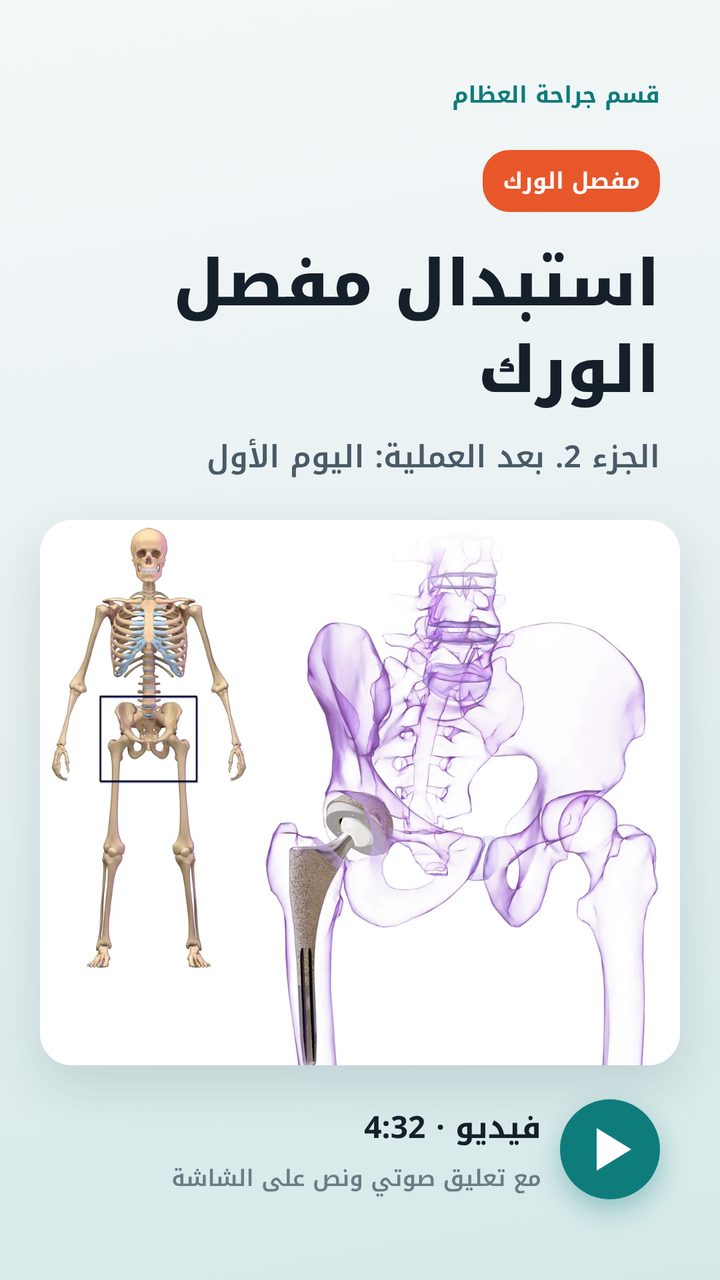 قسم جراحة العظام
مفصل الورك
استبدال مفصل
الورك
الجزء 2. بعد العملية: اليوم الأول
فيديو · 4:32
مع تعليق صوتي ونص على الشاشة